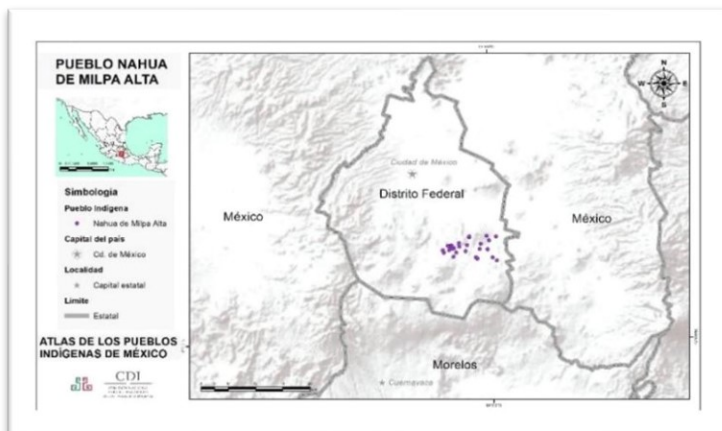 PUEBLO NAHUA
DE MILPA ALTA
Simbología
Pueblo Indígena
Nahua de Milpa Alta
Capital del país
Cd. de México
Localidad
Capital estatal
Límite
Estatal
ATLAS DE LOS PUEBLOS
INDÍGENAS DE MÉXICO
CDI
N
W
E
S
Ciudad de México
Distrito Federal
México
México
Morelos
Cuernavaca